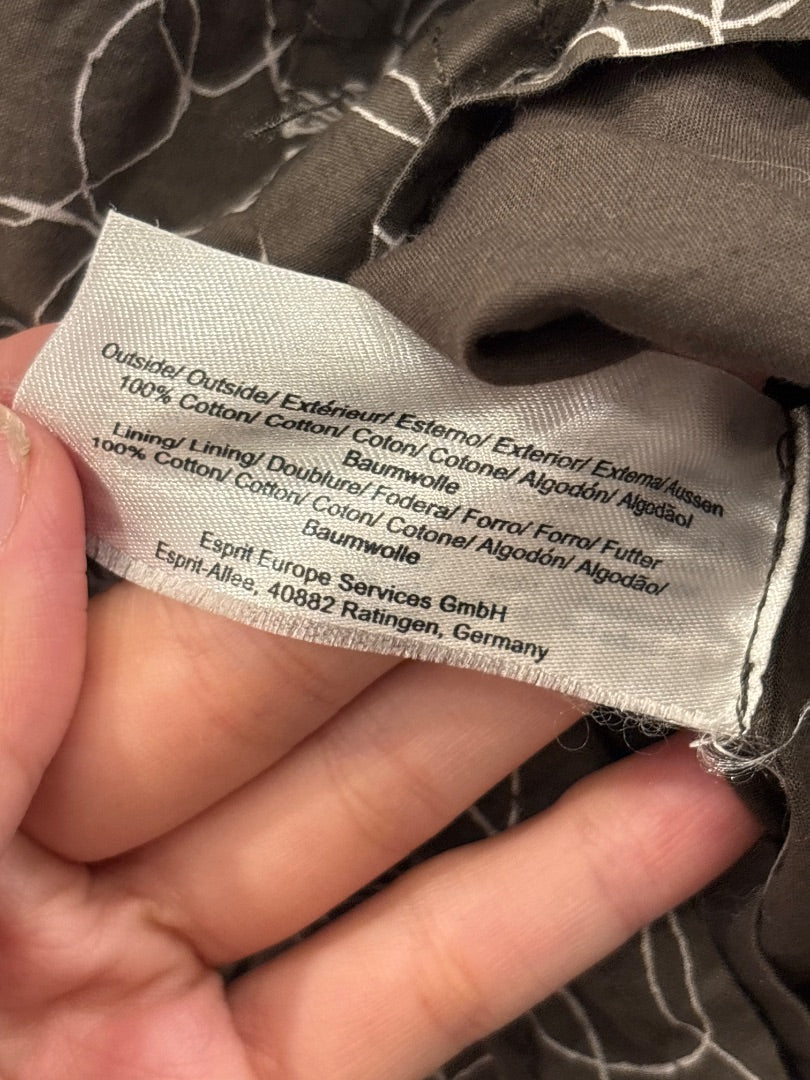 Outside/ Outside/ Extérieur/ Esterno/ Exterior/ Externa/Aussen
100% Cotton/ Cotton/ Coton/ Cotone/ Algodón/ Algodão/
Baumwolle
Lining/ Lining/ Doublure/ Fodera/ Forro/ Forro/ Futter
100% Cotton/ Cotton/ Coton/ Cotone/ Algodón/ Algodão/
Baumwolle
Esprit Europe Services GmbH
Esprit-Allee, 40882 Ratingen, Germany